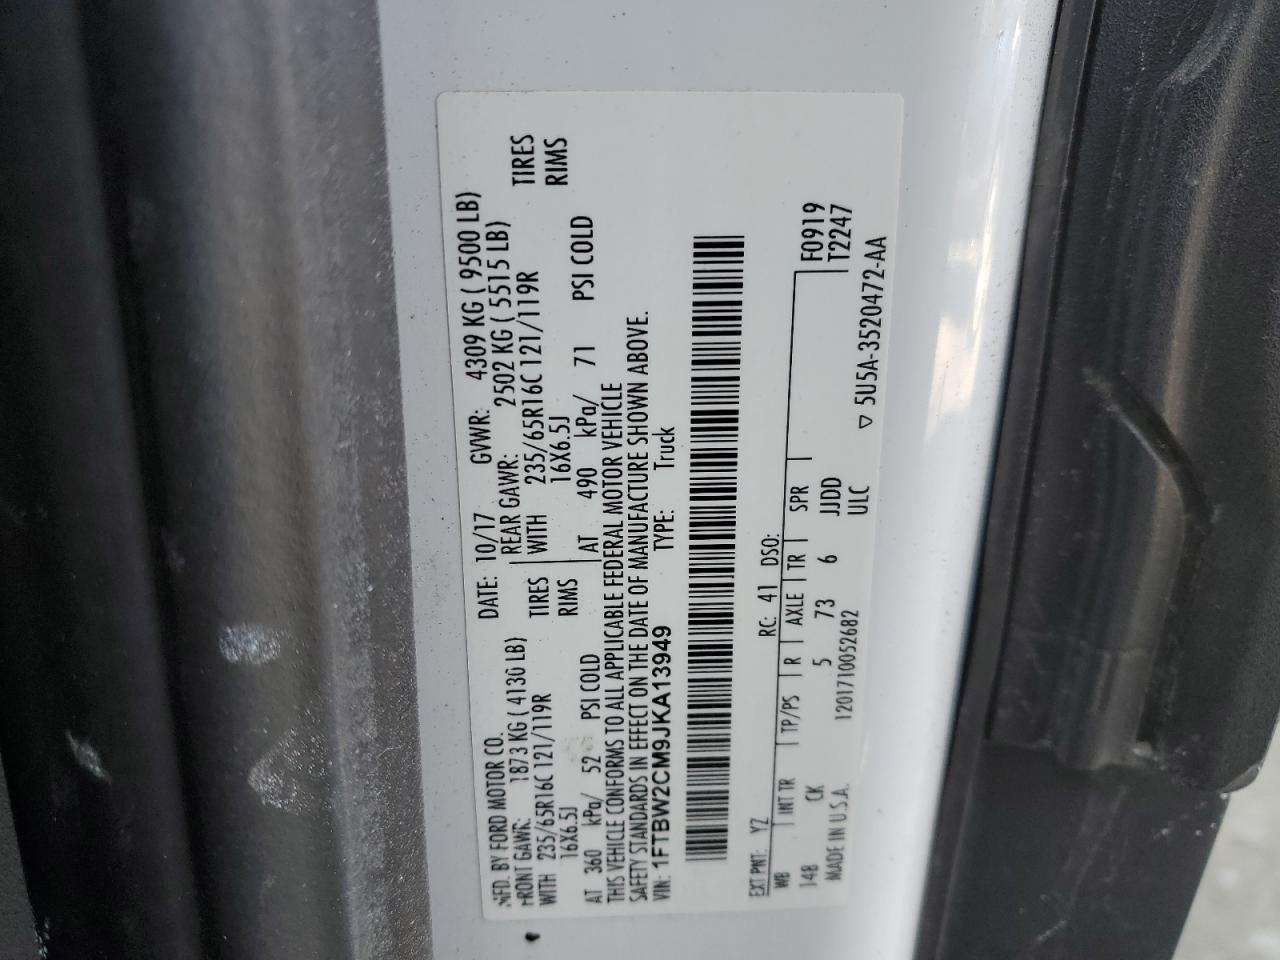 MFD. BY FORD MOTOR CO. DATE: 10/17 GVWR: 4309 KG ( 9500 LB)
FRONT GAWR: 1873 KG ( 4130 LB) REAR GAWR: 2502 KG ( 5515 LB)
WITH 235/65R16C 121/119R TIRES WITH 235/65R16C 121/119R TIRES
16X6.5J RIMS 16X6.5J RIMS
AT 360 kPa/ 52 PSI COLD AT 490 kPa/ 71 PSI COLD
THIS VEHICLE CONFORMS TO ALL APPLICABLE FEDERAL MOTOR VEHICLE
SAFETY STANDARDS IN EFFECT ON THE DATE OF MANUFACTURE SHOWN ABOVE.
VIN: 1FTBW2CM9JKA13949 TYPE: Truck
EXT PNT: YZ RC: 41 DSO:
WB INT TR TP/PS R AXLE TR SPR F0919
148 CK 5 73 6 JJDD T2247
MADE IN U.S.A. 1201710052682 ULC ▽ 5U5A-3520472-AA